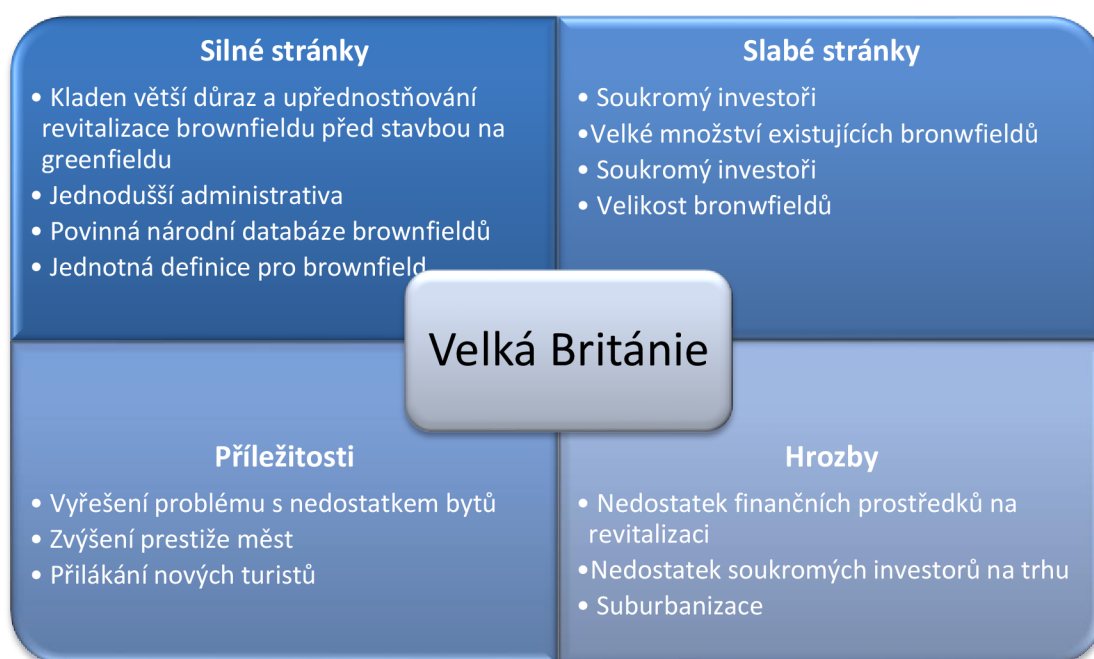 Silné stránky
• Kladen větší důraz a upřednostňování
revitalizace brownfieldu před stavbou na
greenfieldu
• Jednodušší administrativa
• Povinná národní databáze brownfieldů
• Jednotná definice pro brownfield
Slabé stránky
• Soukromý investoři
•Velké množství existujících bronwfieldů
• Soukromý investoři
• Velikost bronwfieldů
Velká Británie
Příležitosti
• Vyřešení problému s nedostatkem bytů
• Zvýšení prestiže měst
• Přilákání nových turistů
Hrozby
• Nedostatek finančních prostředků na
revitalizaci
•Nedostatek soukromých investorů na trhu
• Suburbanizace